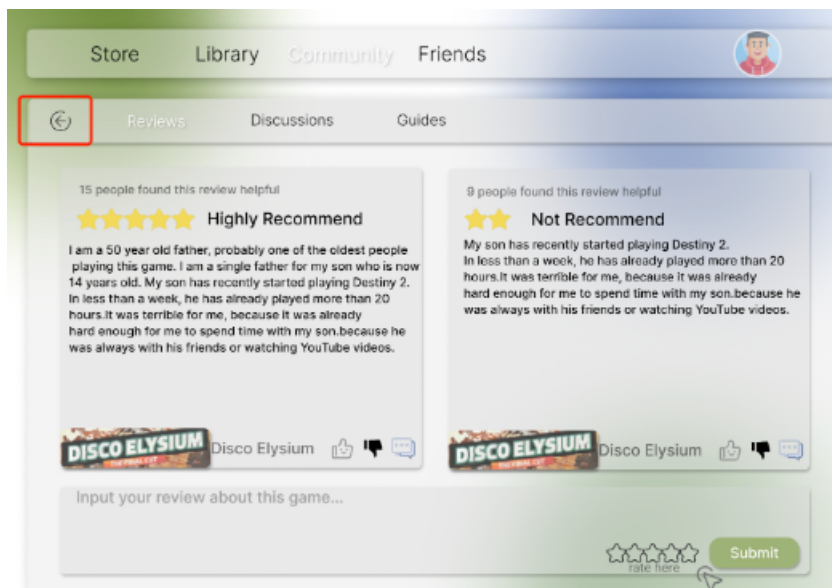 Store Library Community Friends
Reviews Discussions Guides
15 people found this review helpful
Highly Recommend
I am a 50 year old father, probably one of the oldest people
playing this game. I am a single father for my son who is now
14 years old. My son has recently started playing Destiny 2.
In less than a week, he has already played more than 20
hours.It was terrible for me, because it was already
hard enough for me to spend time with my son.because he
was always with his friends or watching YouTube videos.
DISCO ELYSIUM
THE FINAL CUT
Disco Elysium
9 people found this review helpful
Not Recommend
My son has recently started playing Destiny 2.
In less than a week, he has already played more than 20
hours.It was terrible for me, because it was already
hard enough for me to spend time with my son.because he
was always with his friends or watching YouTube videos.
DISCO ELYSIUM
THE FINAL CUT
Disco Elysium
Input your review about this game...
rate here
Submit